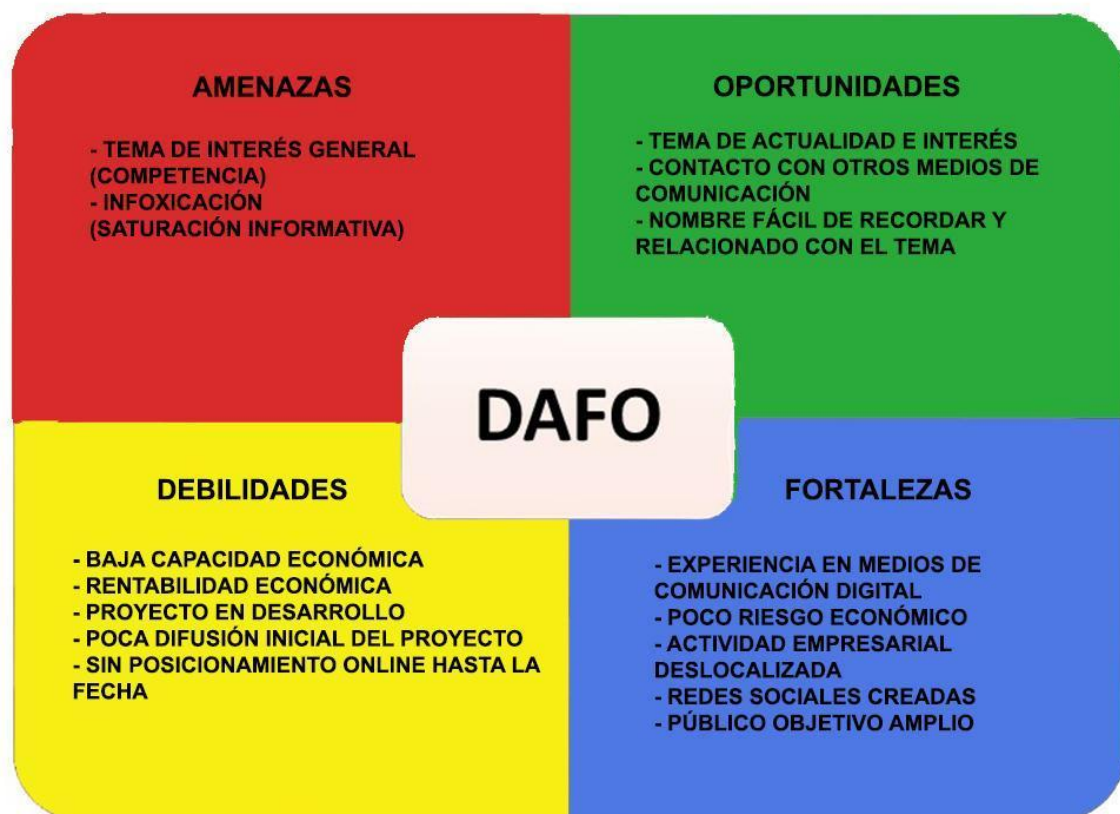 AMENAZAS
- TEMA DE INTERÉS GENERAL
(COMPETENCIA)
- INFOXICACIÓN
(SATURACIÓN INFORMATIVA)
OPORTUNIDADES
- TEMA DE ACTUALIDAD E INTERÉS
- CONTACTO CON OTROS MEDIOS DE
COMUNICACIÓN
- NOMBRE FÁCIL DE RECORDAR Y
RELACIONADO CON EL TEMA
DAFO
DEBILIDADES
- BAJA CAPACIDAD ECONÓMICA
- RENTABILIDAD ECONÓMICA
- PROYECTO EN DESARROLLO
- POCA DIFUSIÓN INICIAL DEL PROYECTO
- SIN POSICIONAMIENTO ONLINE HASTA LA
FECHA
FORTALEZAS
- EXPERIENCIA EN MEDIOS DE
COMUNICACIÓN DIGITAL
- POCO RIESGO ECONÓMICO
- ACTIVIDAD EMPRESARIAL
DESLOCALIZADA
- REDES SOCIALES CREADAS
- PÚBLICO OBJETIVO AMPLIO